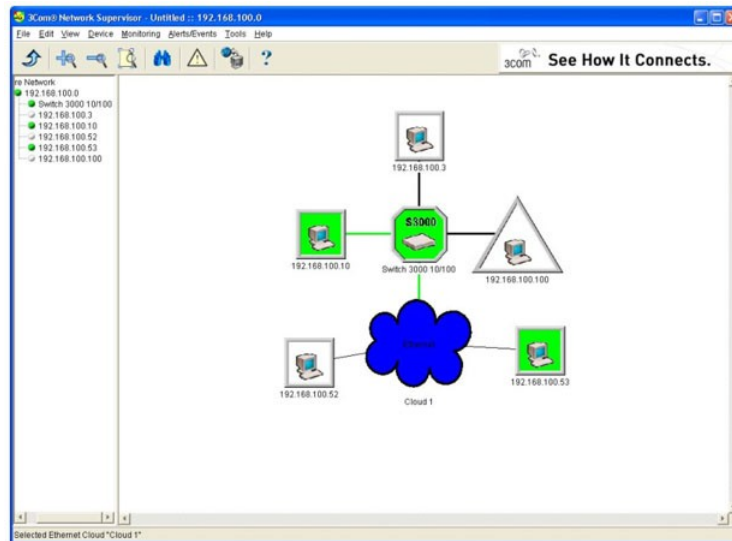 3Com® Network Supervisor - Untitled :: 192.168.100.0
File Edit View Device Monitoring Alerts/Events Tools Help
3com See How It Connects.
re Network
192.168.100.0
Switch 3000 10/100
192.168.100.3
192.168.100.10
192.168.100.52
192.168.100.53
192.168.100.100
192.168.100.3
S3000
192.168.100.10
Switch 3000 10/100
192.168.100.100
Ethernet
192.168.100.52
192.168.100.53
Cloud 1
Selected Ethernet Cloud "Cloud 1"